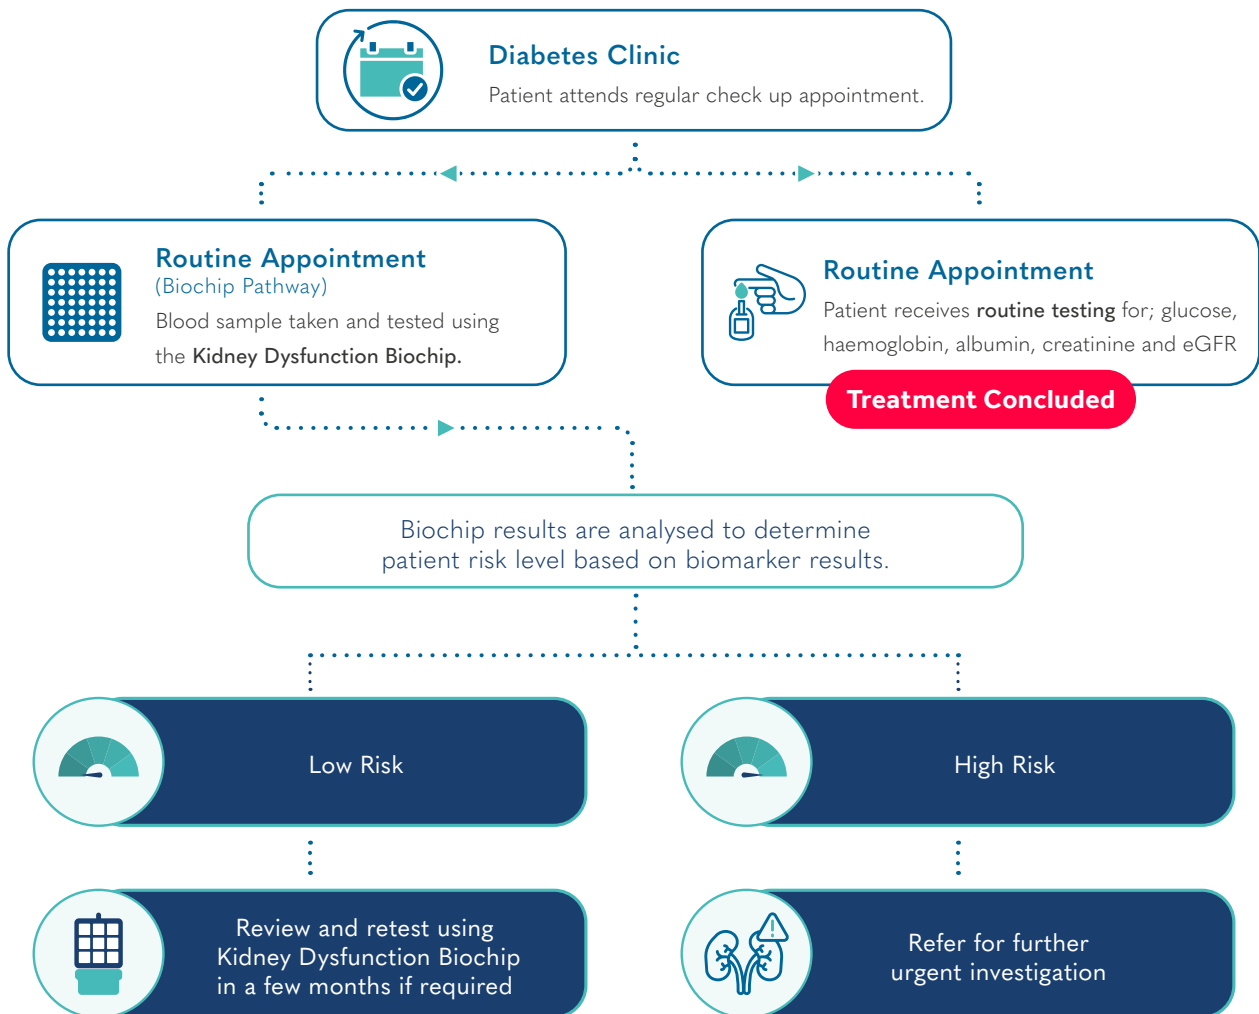 Diabetes Clinic
Patient attends regular check up appointment.
Routine Appointment
(Biochip Pathway)
Blood sample taken and tested using
the Kidney Dysfunction Biochip.
Routine Appointment
Patient receives routine testing for; glucose,
haemoglobin, albumin, creatinine and eGFR
Treatment Concluded
Biochip results are analysed to determine
patient risk level based on biomarker results.
Low Risk
High Risk
Review and retest using
Kidney Dysfunction Biochip
in a few months if required
Refer for further
urgent investigation